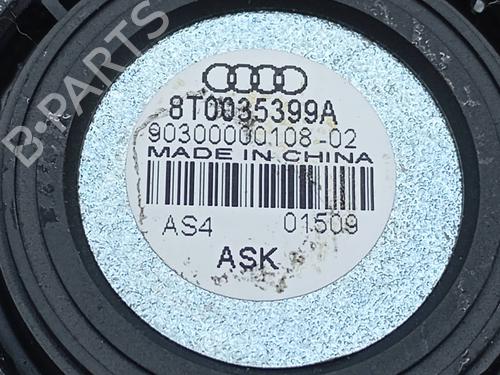 B-PARTS
8T0035399A
90300000108-02
MADE IN CHINA
AS4 01509
ASK